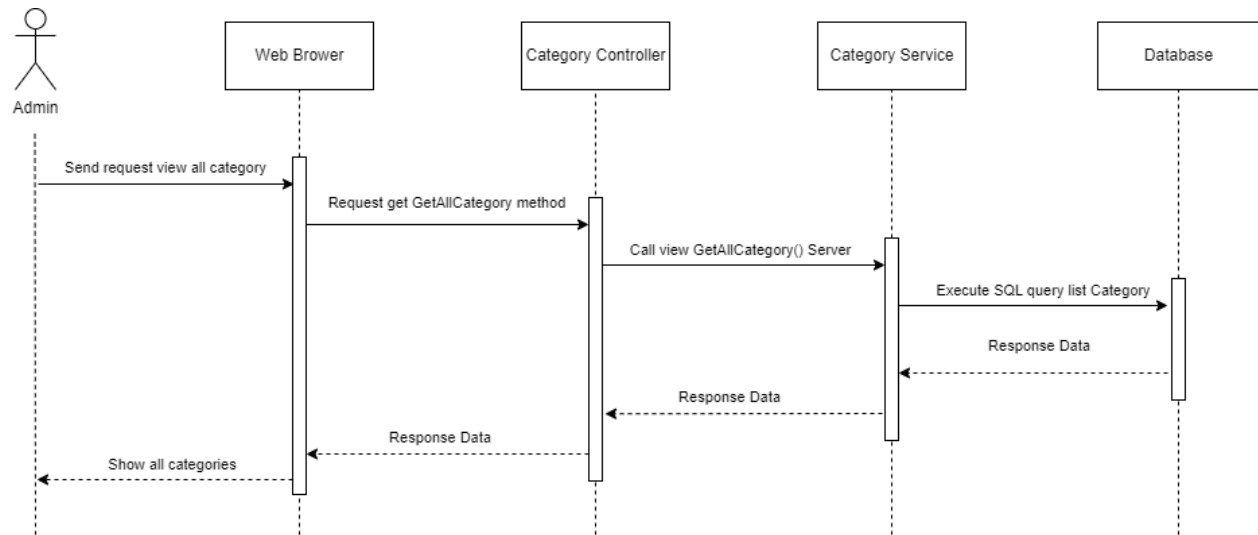 Web Brower
Category Controller
Category Service
Database
Admin
Send request view all category
Request get GetAllCategory method
Call view GetAllCategory() Server
Execute SQL query list Category
Response Data
Response Data
Response Data
Show all categories